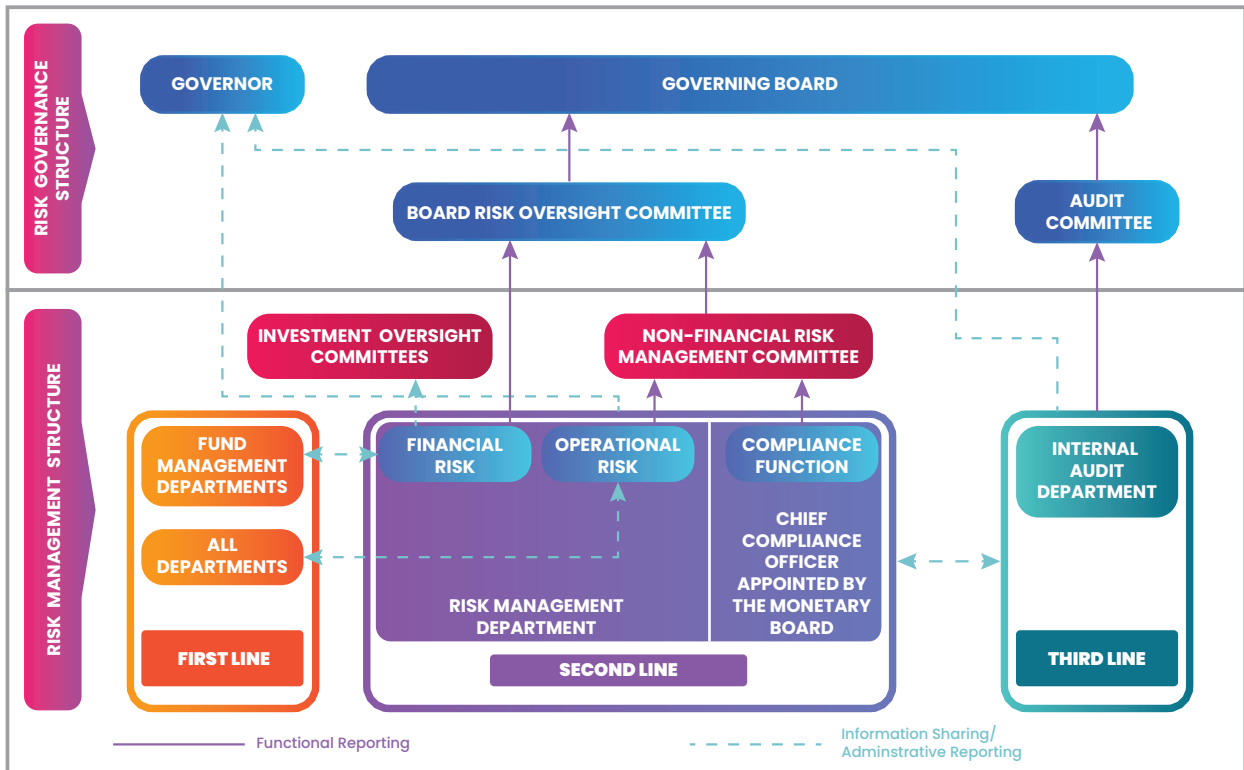 RISK GOVERNANCE
STRUCTURE
GOVERNOR
GOVERNING BOARD
BOARD RISK OVERSIGHT COMMITTEE
AUDIT
COMMITTEE
RISK MANAGEMENT STRUCTURE
INVESTMENT OVERSIGHT
COMMITTEES
NON-FINANCIAL RISK
MANAGEMENT COMMITTEE
FUND
MANAGEMENT
DEPARTMENTS
ALL
DEPARTMENTS
FIRST LINE
FINANCIAL
RISK
OPERATIONAL
RISK
COMPLIANCE
FUNCTION
RISK MANAGEMENT
DEPARTMENT
CHIEF
COMPLIANCE
OFFICER
APPOINTED BY
THE MONETARY
BOARD
SECOND LINE
INTERNAL
AUDIT
DEPARTMENT
THIRD LINE
Functional Reporting
Information Sharing/
Adminstrative Reporting